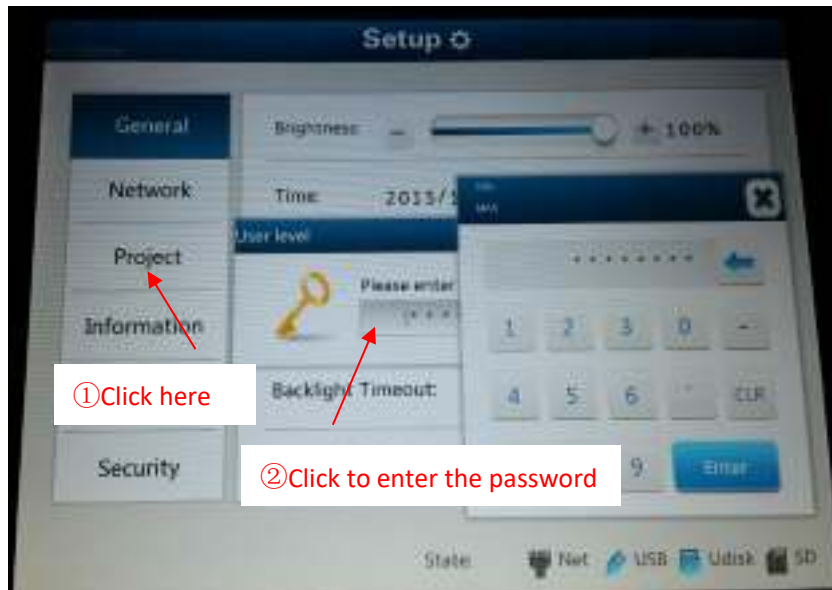 Setup
General
Brightness: - + 100%
Network
Time: 2015/1
User level
Project
Please enter
* * * *
* * * * * * * *
Information
1 2 3 0 -
①Click here
Backlight Timeout:
4 5 6 CLR
Security
②Click to enter the password
9 Enter
State: Net USB Udisk SD